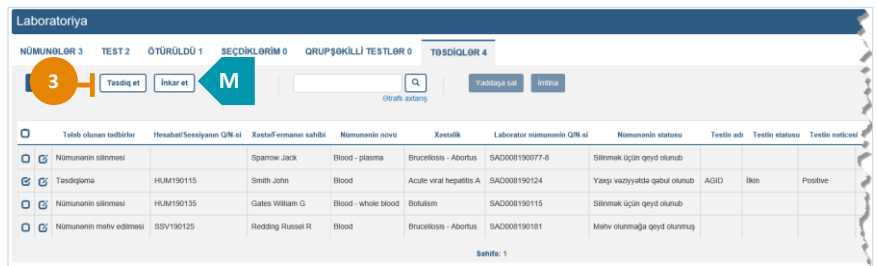 Laboratoriya
NÜMUNƏLƏR 3 TEST 2 ÖTÜRÜLDÜ 1 SEÇDİKLƏRİM 0 QRUPŞƏKİLLİ TESTLƏR 0 TƏSDİQLƏR 4
3 Təsdiq et İnkar et M Yaddaşa sal İmtina
Ətraflı axtarış
Tələb olunan tədbirlər Hesabat/Sessiyanın Q/N-si Xəstə/Fermanın sahibi Nümunənin növü Xəstəlik Laborator nümunənin Q/N-si Nümunənin statusu Testin adı Testin statusu Testin nəticəsi
Nümunənin silinməsi Sparrow Jack Blood - plasma Brucellosis - Abortus SAD008190077-8 Silinmək üçün qeyd olunub
Təsdiqləmə HUM190115 Smith John Blood Acute viral hepatitis A SAD008190124 Yaxşı vəziyyətdə qəbul olunub AGID İlkin Positive
Nümunənin silinməsi HUM190135 Gates William G Blood - whole blood Botulism SAD008190115 Silinmək üçün qeyd olunub
Nümunənin məhv edilməsi SSV190125 Redding Russel R Blood Brucellosis - Abortus SAD008190181 Məhv olunmağa qeyd olunmuş
Səhifə: 1